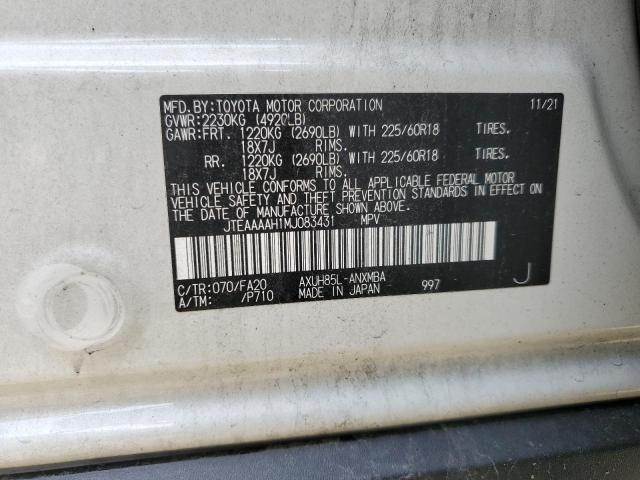 MFD. BY: TOYOTA MOTOR CORPORATION 11/21
GVWR: 2230KG (4920LB)
GAWR: FRT. 1220KG (2690LB) WITH 225/60R18 TIRES.
18X7J RIMS.
RR. 1220KG (2690LB) WITH 225/60R18 TIRES.
18X7J RIMS.
THIS VEHICLE CONFORMS TO ALL APPLICABLE FEDERAL MOTOR
VEHICLE SAFETY AND THEFT PREVENTION STANDARDS IN EFFECT ON
THE DATE OF MANUFACTURE SHOWN ABOVE.
JTEAAAAH1MJ083431 MPV
C/TR: 070/FA20 AXUH85L-ANXMBA
A/TM: /P710 MADE IN JAPAN 997 J